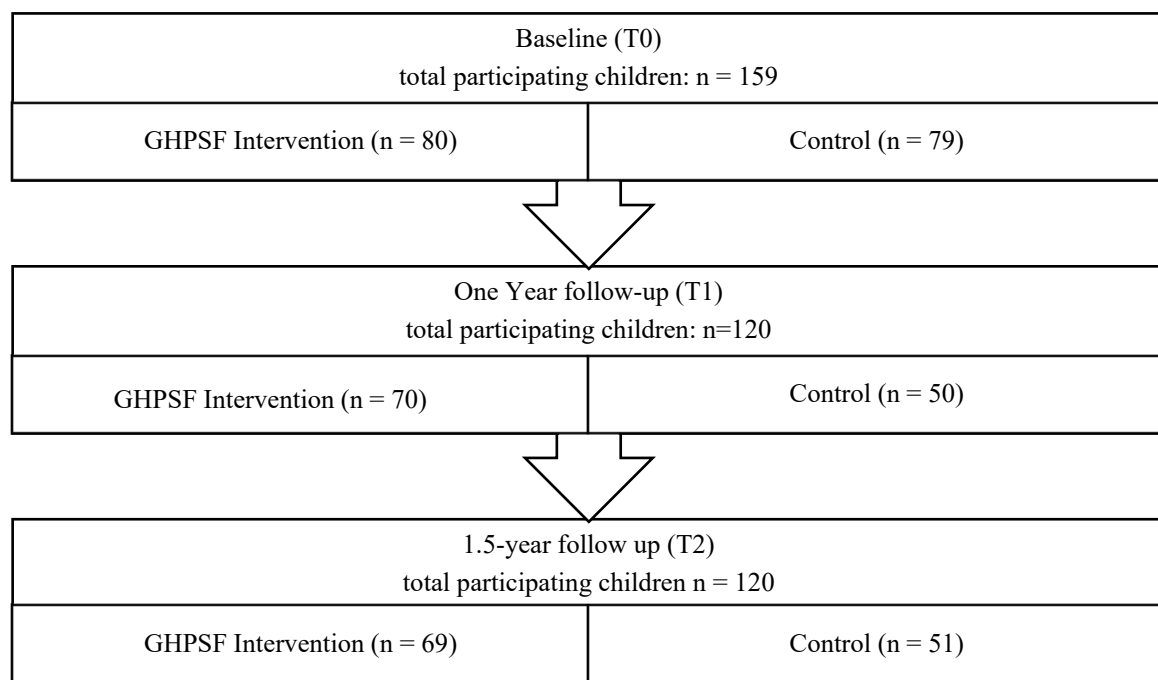 Baseline (T0)
total participating children: n = 159
GHPSF Intervention (n = 80)
Control (n = 79)
One Year follow-up (T1)
total participating children: n=120
GHPSF Intervention (n = 70)
Control (n = 50)
1.5-year follow up (T2)
total participating children n = 120
GHPSF Intervention (n = 69)
Control (n = 51)